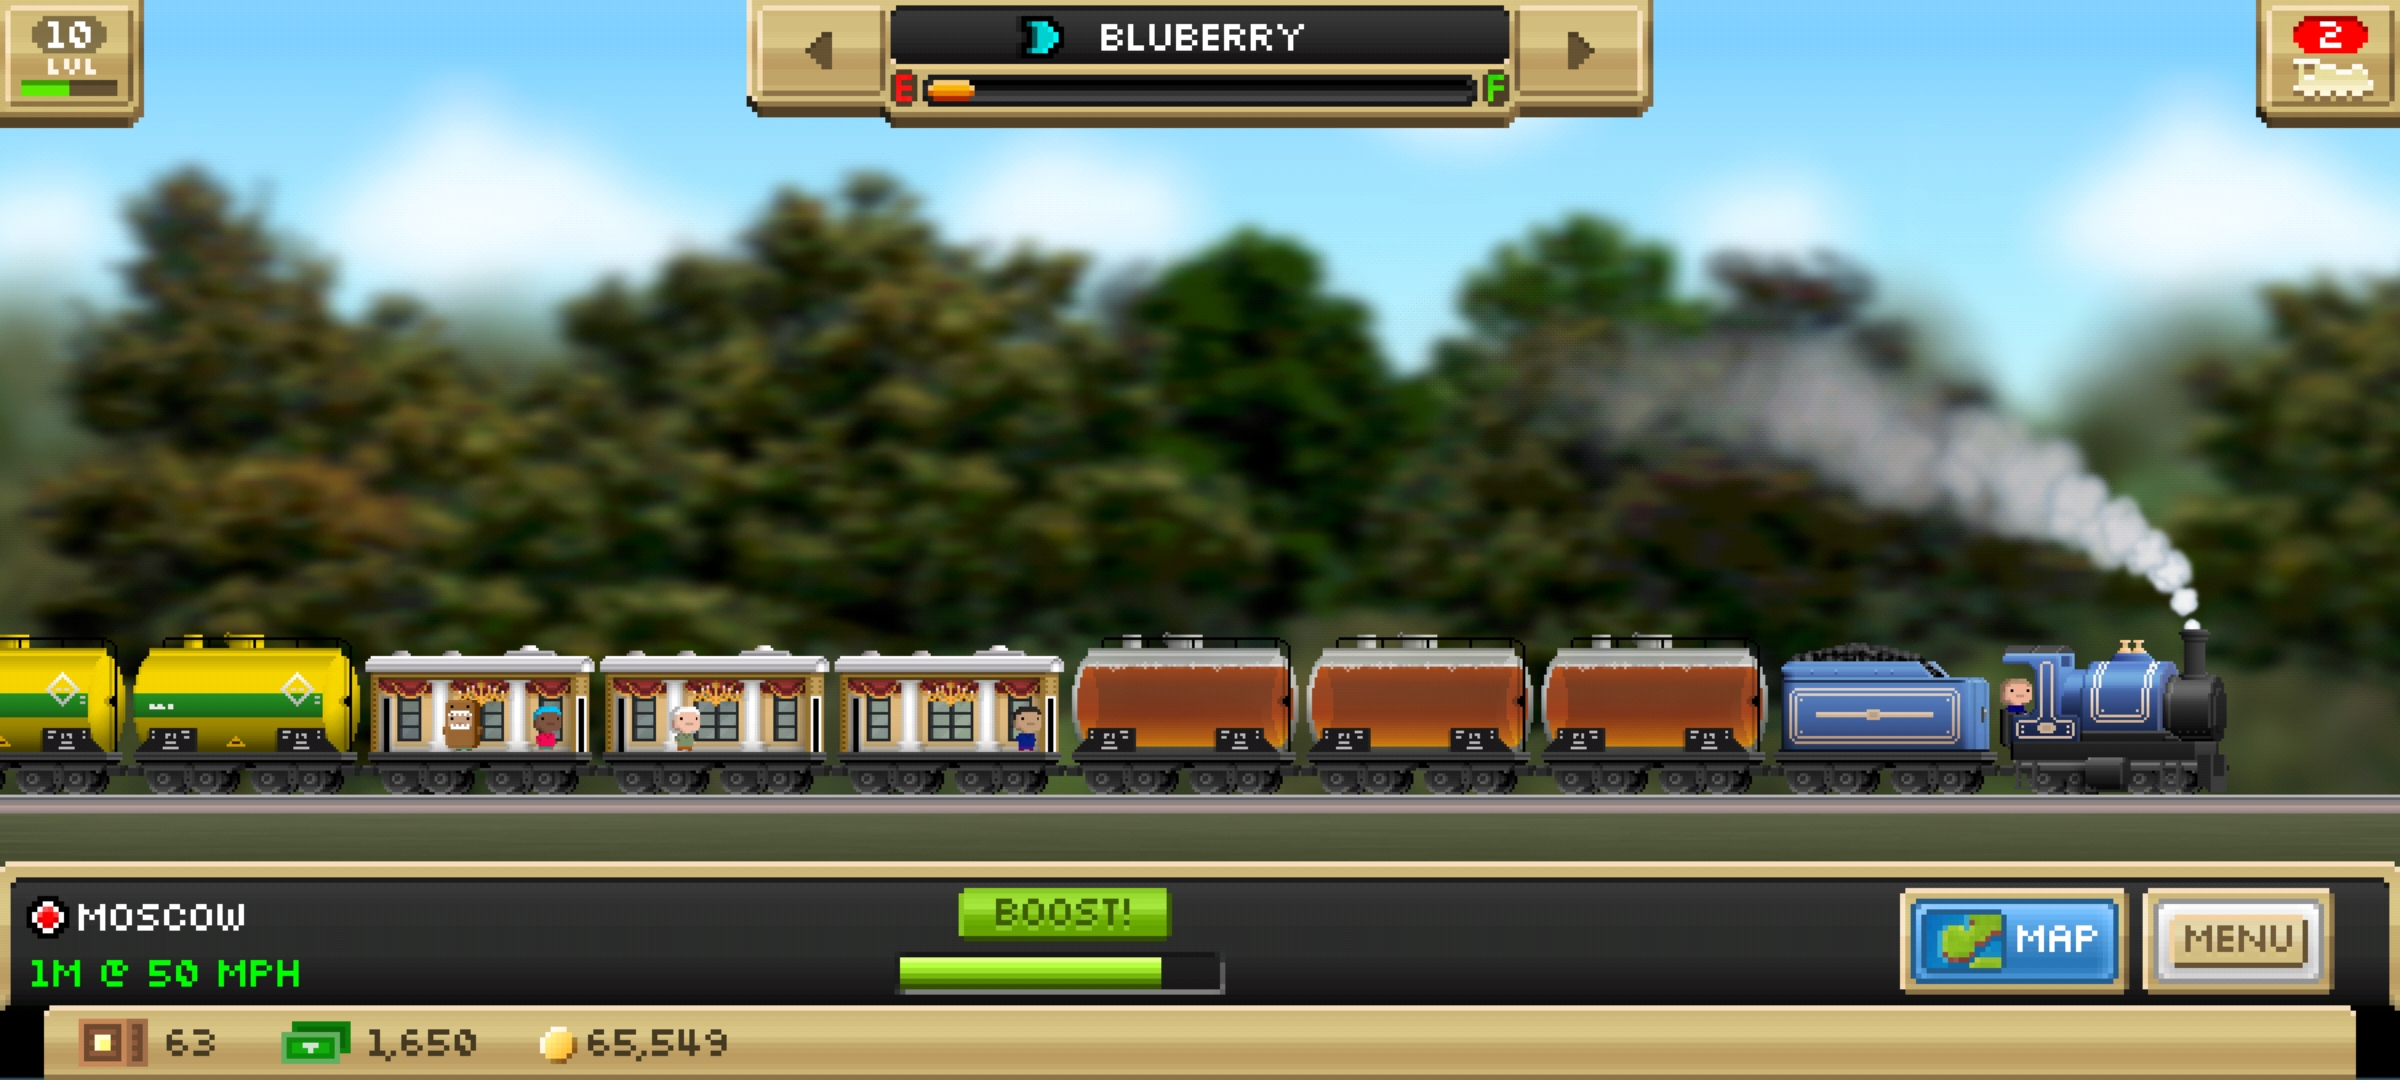 10
LVL
BLUBERRY
E F
2
MOSCOW
1M @ 50 MPH
BOOST!
MAP
MENU
63 1,650 65,549